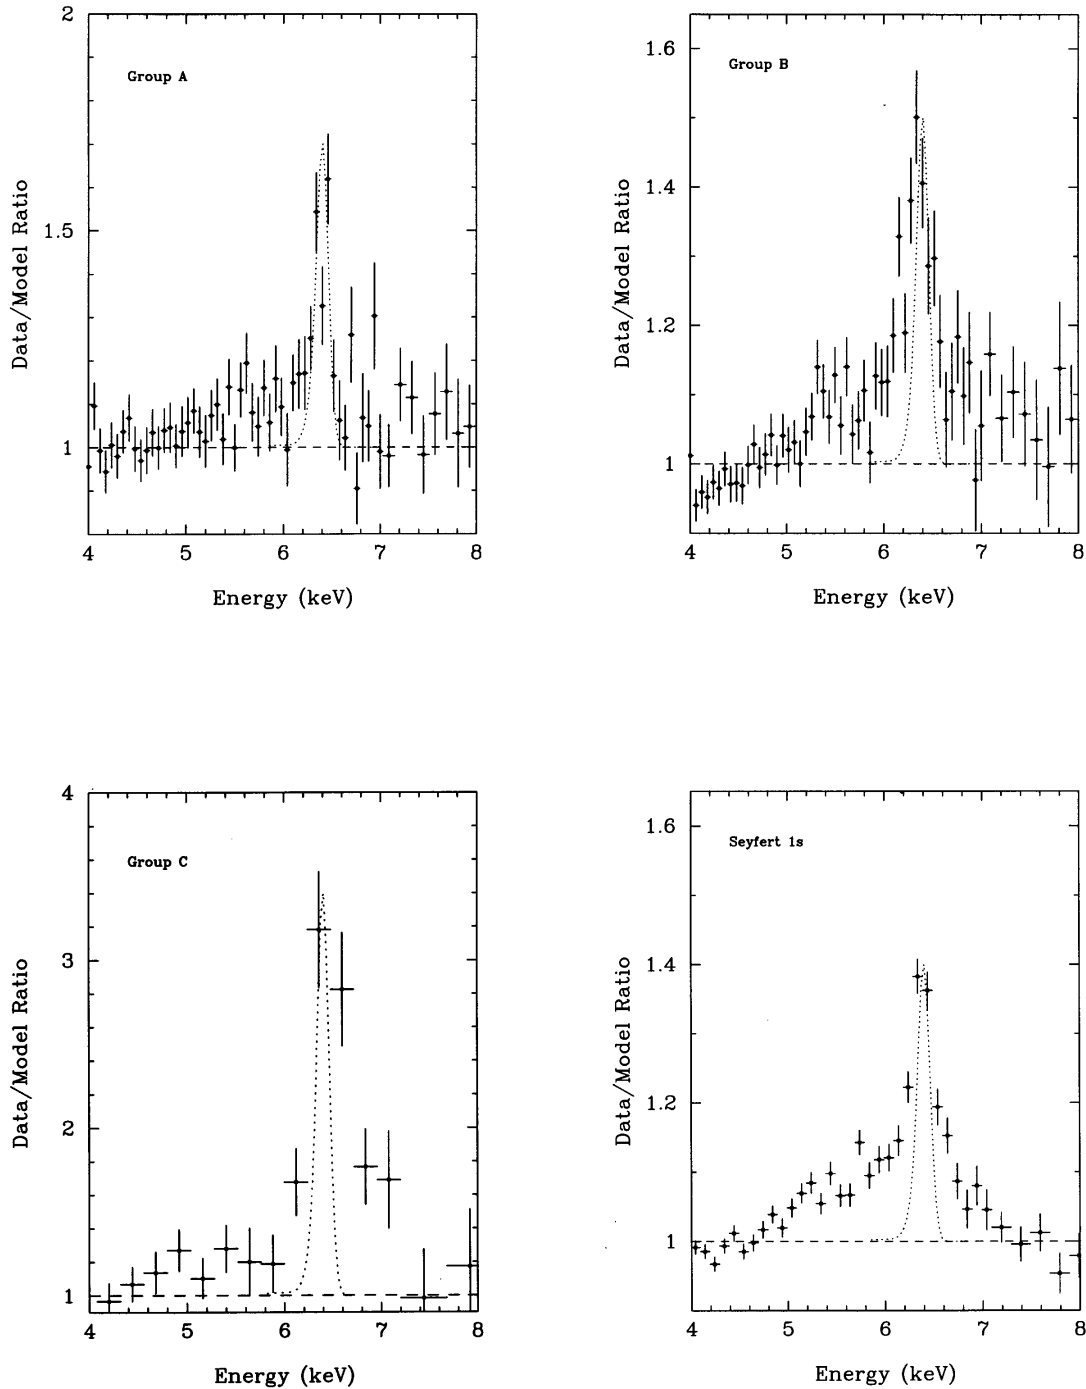 2
1.5
1
Group A
Data/Model Ratio
4 5 6 7 8
Energy (keV)
1.6
1.4
1.2
1
Group B
Data/Model Ratio
4 5 6 7 8
Energy (keV)
4
3
2
1
Group C
Data/Model Ratio
4 5 6 7 8
Energy (keV)
1.6
1.4
1.2
1
Seyfert 1s
Data/Model Ratio
4 5 6 7 8
Energy (keV)